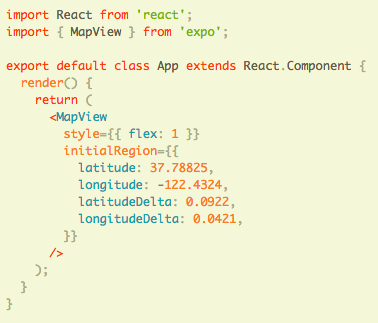 import React from 'react';
import { MapView } from 'expo';

export default class App extends React.Component {
  render() {
    return (
      <MapView
        style={{ flex: 1 }}
        initialRegion={{
          latitude: 37.78825,
          longitude: -122.4324,
          latitudeDelta: 0.0922,
          longitudeDelta: 0.0421,
        }}
      />
    );
  }
}